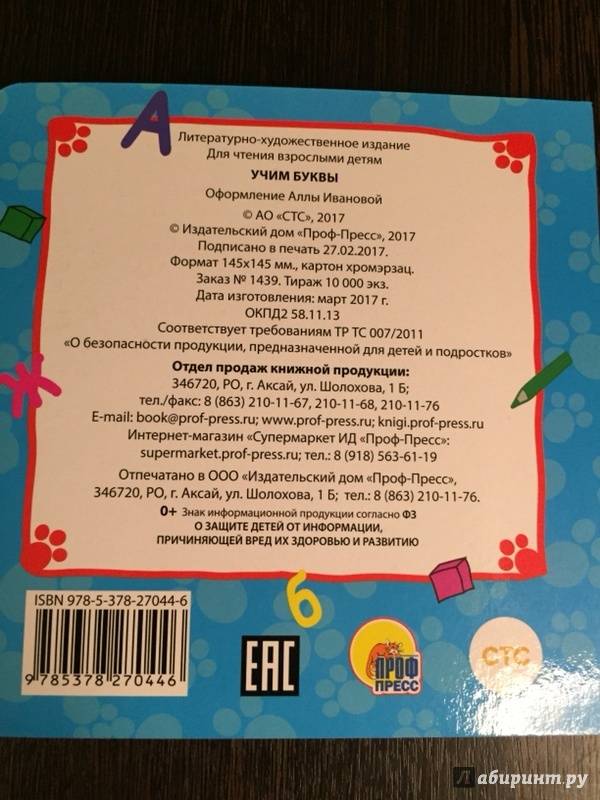 А
Литературно-художественное издание
Для чтения взрослыми детям
УЧИМ БУКВЫ
Оформление Аллы Ивановой
© АО «СТС», 2017
© Издательский дом «Проф-Пресс», 2017
Подписано в печать 27.02.2017.
Формат 145х145 мм., картон хромэрзац.
Заказ № 1439. Тираж 10 000 экз.
Дата изготовления: март 2017 г.
ОКПД2 58.11.13
Соответствует требованиям ТР ТС 007/2011
«О безопасности продукции, предназначенной для детей и подростков»
Ж
Отдел продаж книжной продукции:
346720, РО, г. Аксай, ул. Шолохова, 1 Б;
тел./факс: 8 (863) 210-11-67, 210-11-68, 210-11-76
E-mail: book@prof-press.ru; www.prof-press.ru; knigi.prof-press.ru
Интернет-магазин «Супермаркет ИД «Проф-Пресс»:
supermarket.prof-press.ru; тел.: 8 (918) 563-61-19
Отпечатано в ООО «Издательский дом «Проф-Пресс»,
346720, РО, г. Аксай, ул. Шолохова, 1 Б; тел.: 8 (863) 210-11-76.
0+ Знак информационной продукции согласно ФЗ
О ЗАЩИТЕ ДЕТЕЙ ОТ ИНФОРМАЦИИ,
ПРИЧИНЯЮЩЕЙ ВРЕД ИХ ЗДОРОВЬЮ И РАЗВИТИЮ
б
ISBN 978-5-378-27044-6
9 785378 270446
ЕАС
ПРОФ
ПРЕСС
СТС
Лабиринт.ру